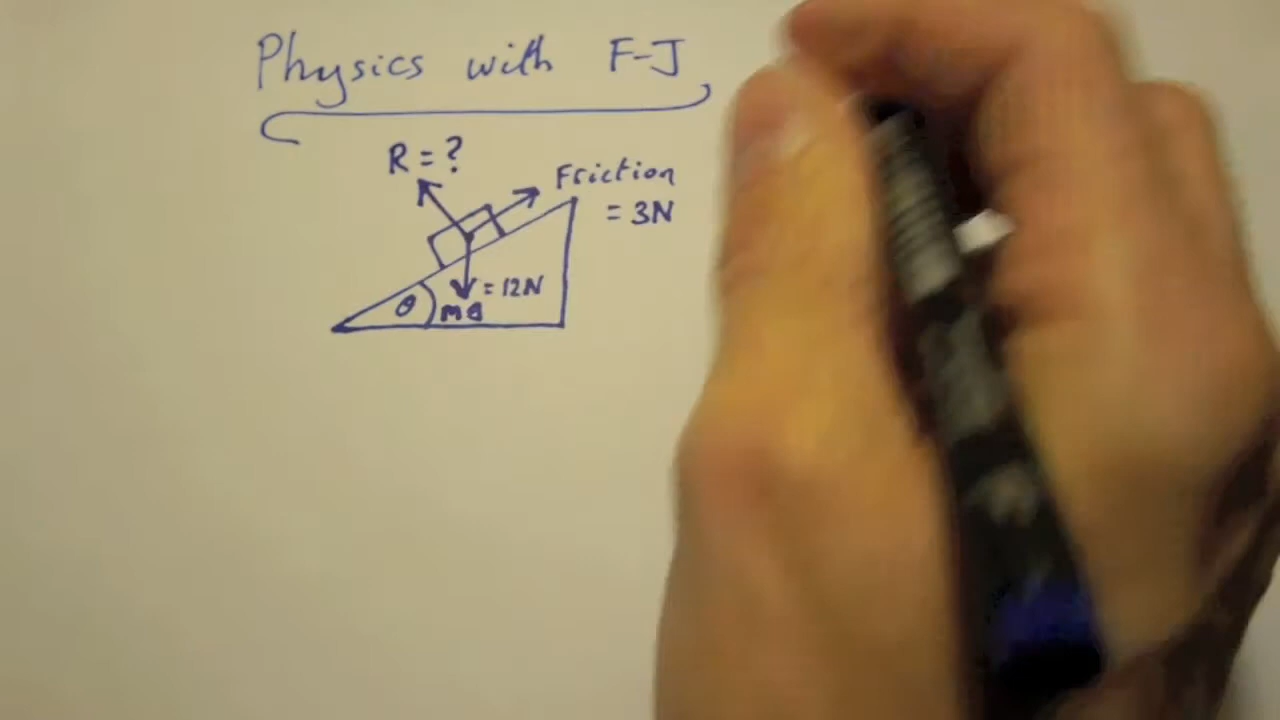 Physics with F-J
R = ?
Friction
= 3N
= 12N
θ
mg